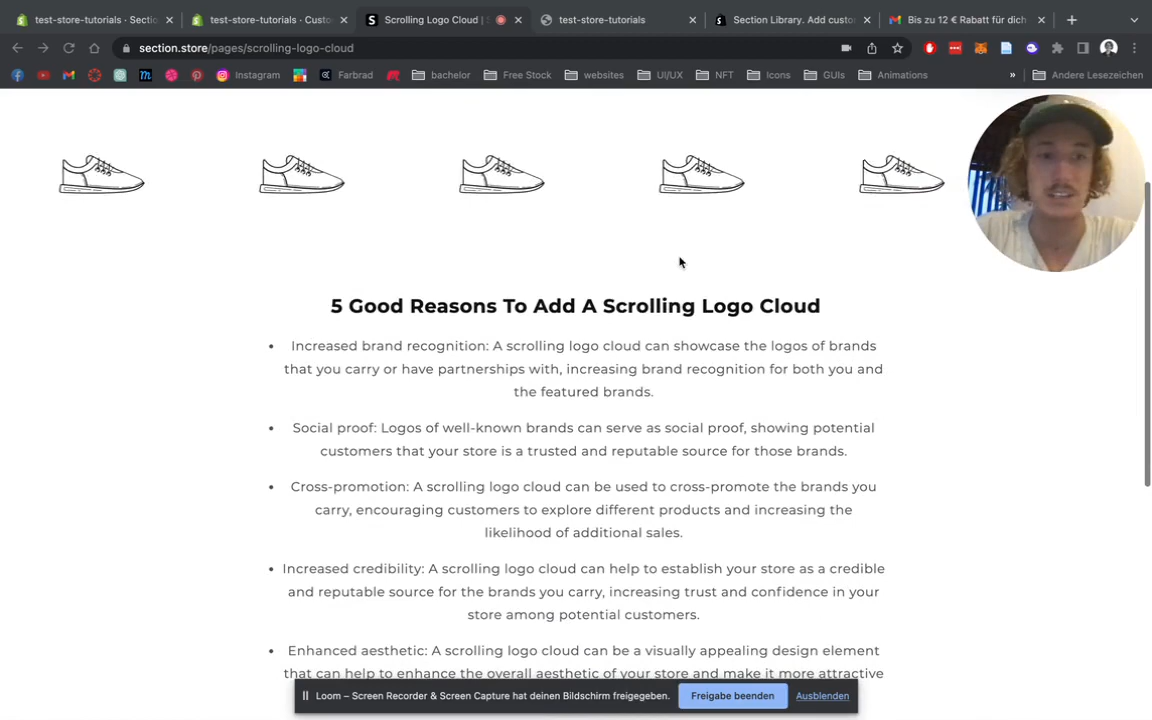 test-store-tutorials · Sectio
test-store-tutorials · Custo
Scrolling Logo Cloud |
test-store-tutorials
Section Library. Add custo
Bis zu 12 € Rabatt für dich
section.store/pages/scrolling-logo-cloud
Instagram
Farbrad
bachelor
Free Stock
websites
UI/UX
NFT
Icons
GUIs
Animations
»
Andere Lesezeichen
5 Good Reasons To Add A Scrolling Logo Cloud
• Increased brand recognition: A scrolling logo cloud can showcase the logos of brands
that you carry or have partnerships with, increasing brand recognition for both you and
the featured brands.
• Social proof: Logos of well-known brands can serve as social proof, showing potential
customers that your store is a trusted and reputable source for those brands.
• Cross-promotion: A scrolling logo cloud can be used to cross-promote the brands you
carry, encouraging customers to explore different products and increasing the
likelihood of additional sales.
• Increased credibility: A scrolling logo cloud can help to establish your store as a credible
and reputable source for the brands you carry, increasing trust and confidence in your
store among potential customers.
• Enhanced aesthetic: A scrolling logo cloud can be a visually appealing design element
that can help to enhance the overall aesthetic of your store and make it more attractive
Loom – Screen Recorder & Screen Capture hat deinen Bildschirm freigegeben.
Freigabe beenden
Ausblenden